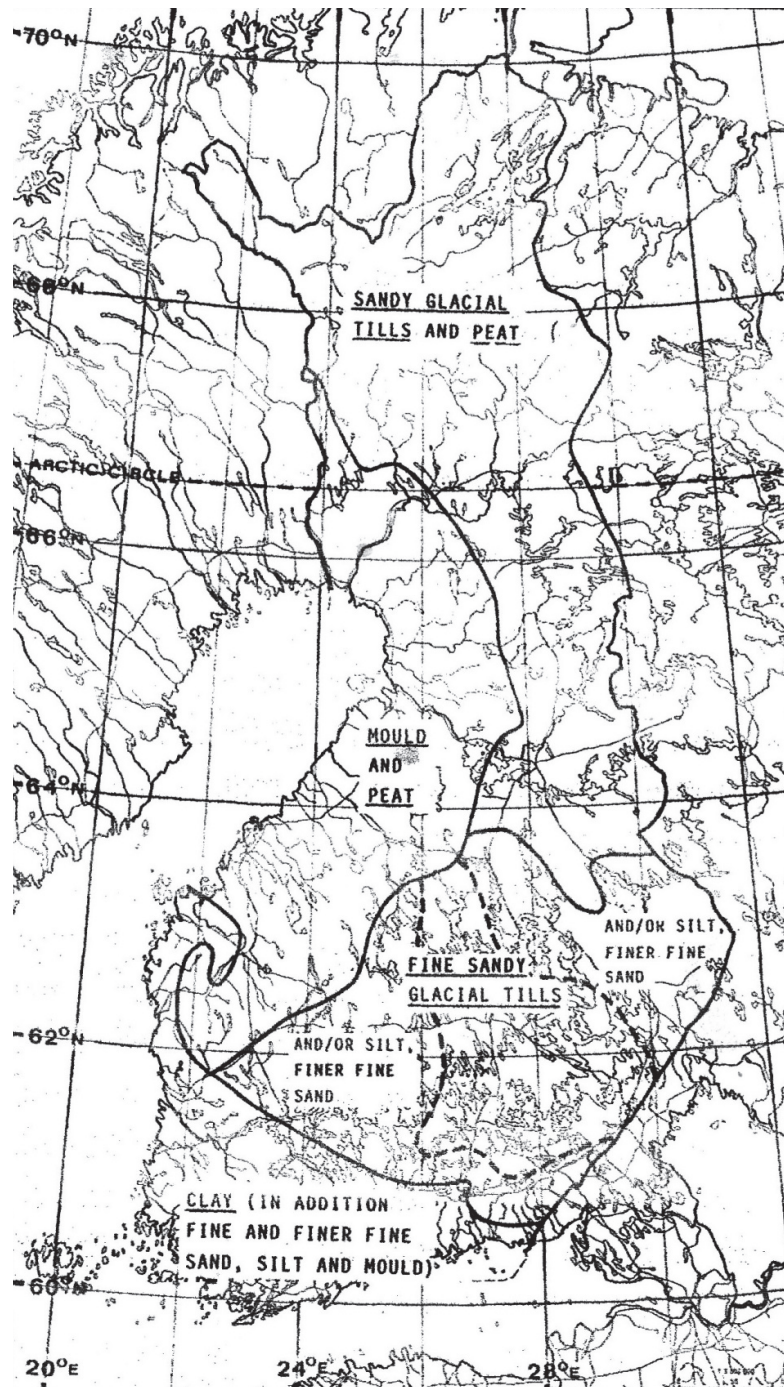 70°N
68°N
SANDY GLACIAL
TILLS AND PEAT
ARCTIC CIRCLE
66°N
MOULD
AND
PEAT
64°N
AND/OR SILT,
FINER FINE
SAND
FINE SANDY
GLACIAL TILLS
62°N
AND/OR SILT,
FINER FINE
SAND
CLAY (IN ADDITION
FINE AND FINER FINE
SAND, SILT AND MOULD)
60°N
20°E
24°E
28°E